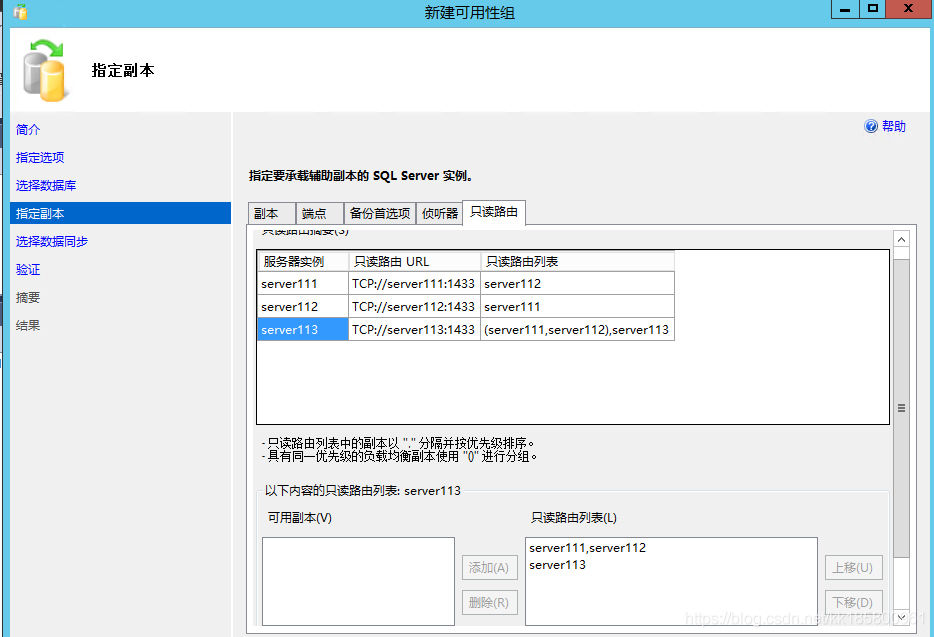 新建可用性组
指定副本
简介
指定选项
选择数据库
指定副本
选择数据同步
验证
摘要
结果
帮助
指定要承载辅助副本的 SQL Server 实例。
副本 端点 备份首选项 侦听器 只读路由
只读路由摘要(S)
服务器实例 只读路由 URL 只读路由列表
server111 TCP://server111:1433 server112
server112 TCP://server112:1433 server111
server113 TCP://server113:1433 (server111,server112),server113
- 只读路由列表中的副本以 "," 分隔并按优先级排序。
- 具有同一优先级的负载均衡副本使用 "()" 进行分组。
以下内容的只读路由列表: server113
可用副本(V) 只读路由列表(L)
server111,server112
server113
添加(A) 上移(U)
删除(R) 下移(D)